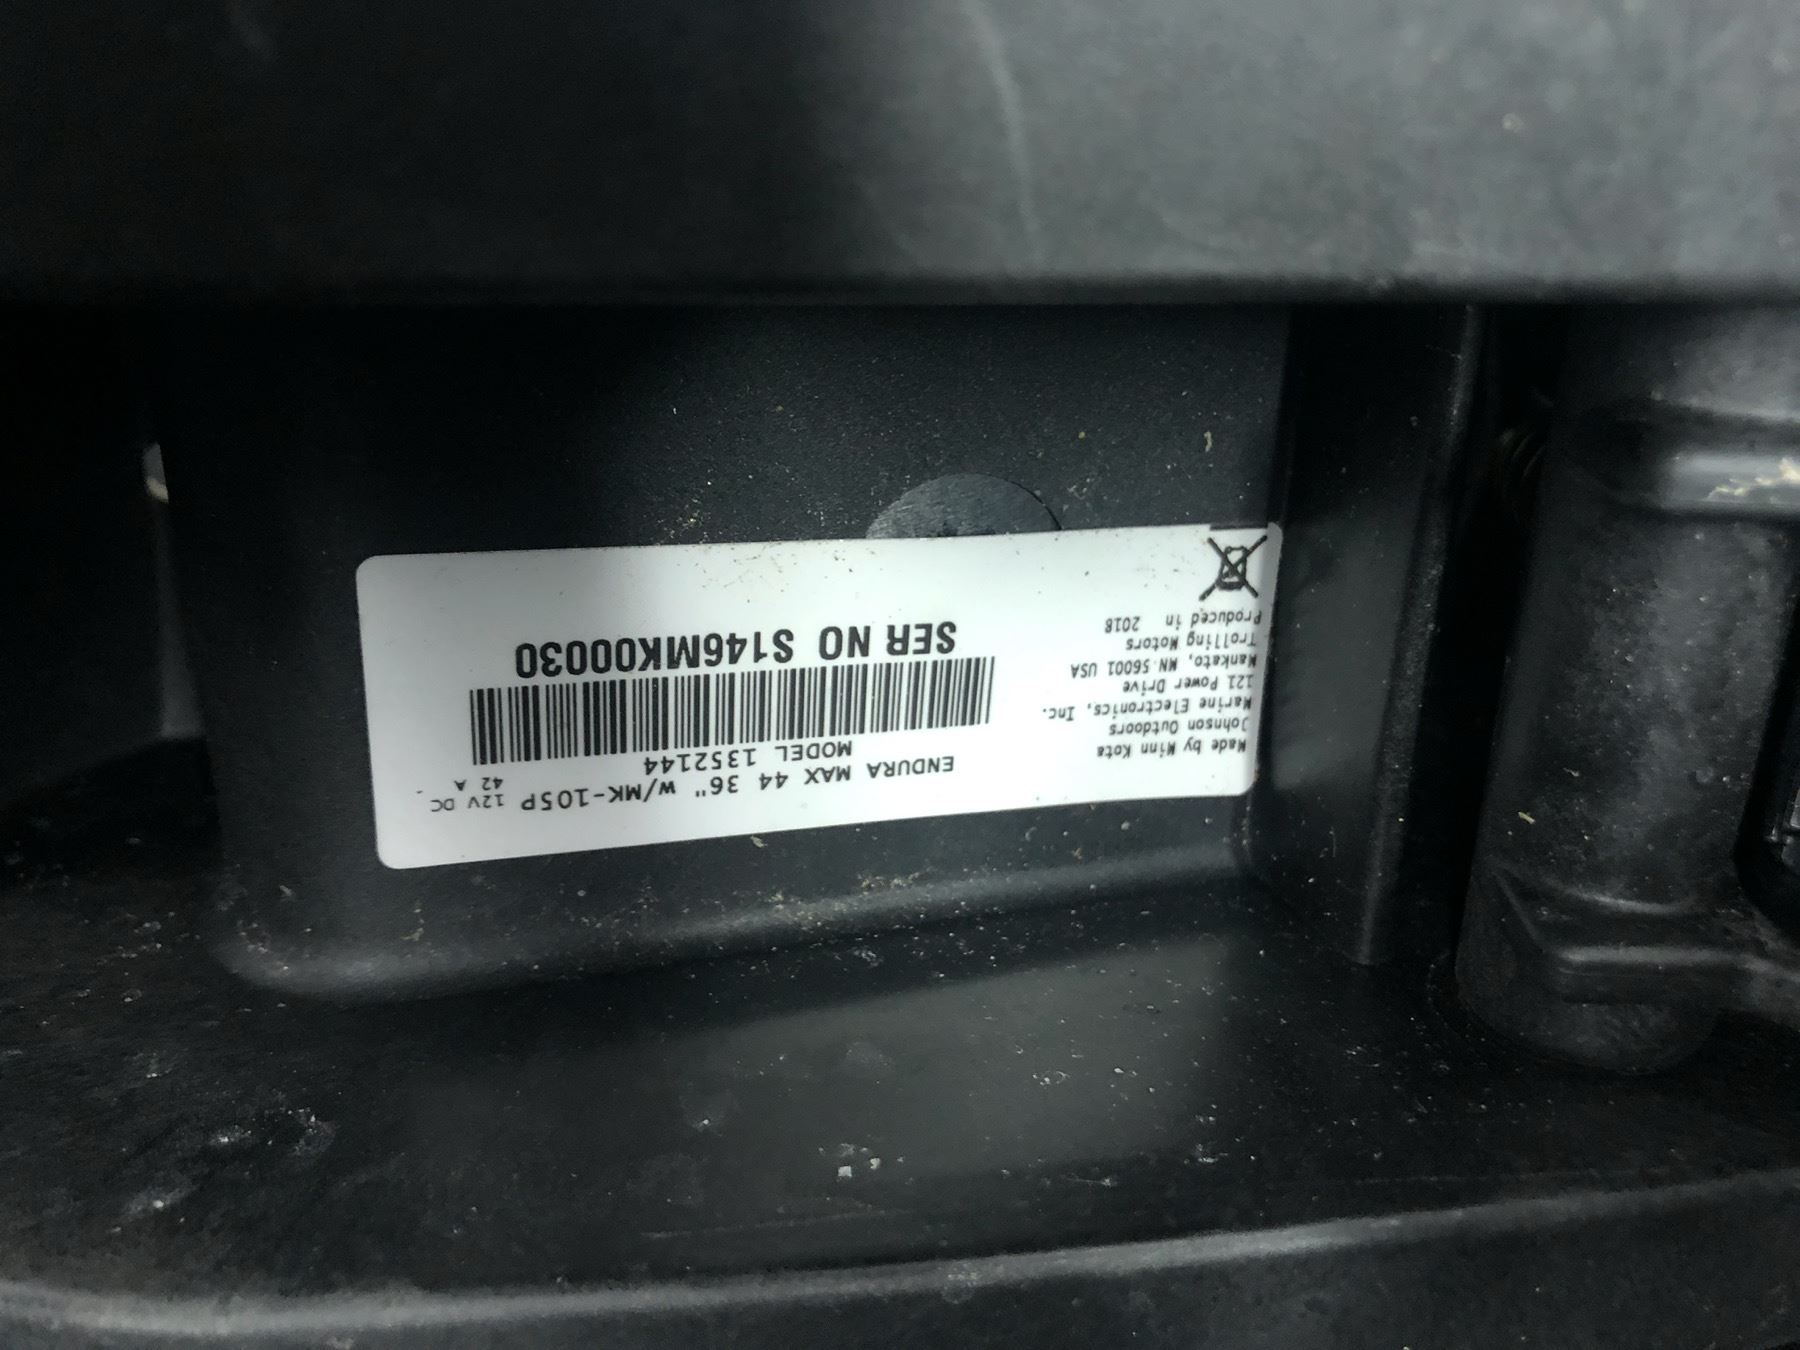 Made by Minn Kota
Johnson Outdoors
Marine Electronics, Inc.
121 Power Drive
Mankato, MN 56001 USA
Trolling Motors
Produced in 2018
ENDURA MAX 44 36" W/MK-105P 12V DC
42 A
MODEL 1352144
SER NO S146MK00030